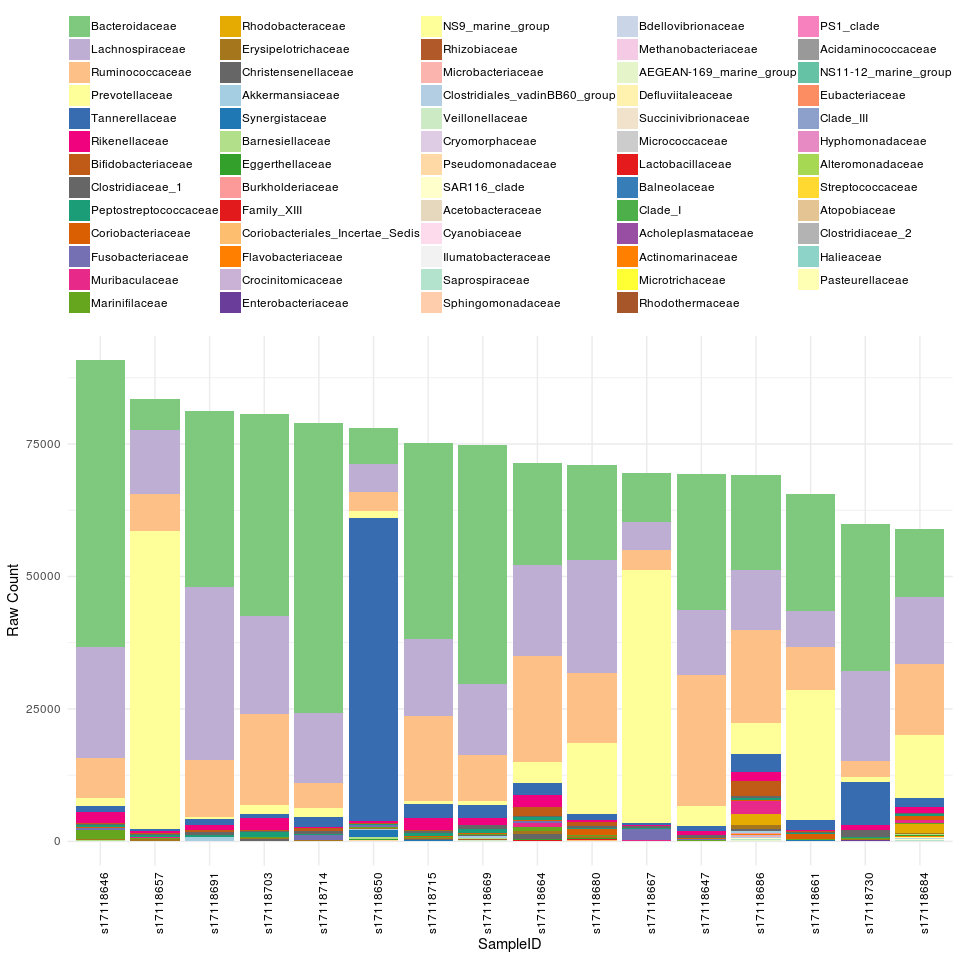 Bacteroidaceae Rhodobacteraceae NS9_marine_group Bdellovibrionaceae PS1_clade
Lachnospiraceae Erysipelotrichaceae Rhizobiaceae Methanobacteriaceae Acidaminococcaceae
Ruminococcaceae Christensenellaceae Microbacteriaceae AEGEAN-169_marine_group NS11-12_marine_group
Prevotellaceae Akkermansiaceae Clostridiales_vadinBB60_group Defluviitaleaceae Eubacteriaceae
Tannerellaceae Synergistaceae Veillonellaceae Succinivibrionaceae Clade_III
Rikenellaceae Barnesiellaceae Cryomorphaceae Micrococcaceae Hyphomonadaceae
Bifidobacteriaceae Eggerthellaceae Pseudomonadaceae Lactobacillaceae Alteromonadaceae
Clostridiaceae_1 Burkholderiaceae SAR116_clade Balneolaceae Streptococcaceae
Peptostreptococcaceae Family_XIII Acetobacteraceae Clade_I Atopobiaceae
Coriobacteriaceae Coriobacteriales_Incertae_Sedis Cyanobiaceae Acholeplasmataceae Clostridiaceae_2
Fusobacteriaceae Flavobacteriaceae Ilumatobacteraceae Actinomarinaceae Halieaceae
Muribaculaceae Crocinitomicaceae Saprospiraceae Microtrichaceae Pasteurellaceae
Marinifilaceae Enterobacteriaceae Sphingomonadaceae Rhodothermaceae
Raw Count
75000
50000
25000
0
s17118646 s17118657 s17118691 s17118703 s17118714 s17118650 s17118715 s17118669 s17118664 s17118680 s17118667 s17118647 s17118686 s17118661 s17118730 s17118684
SampleID